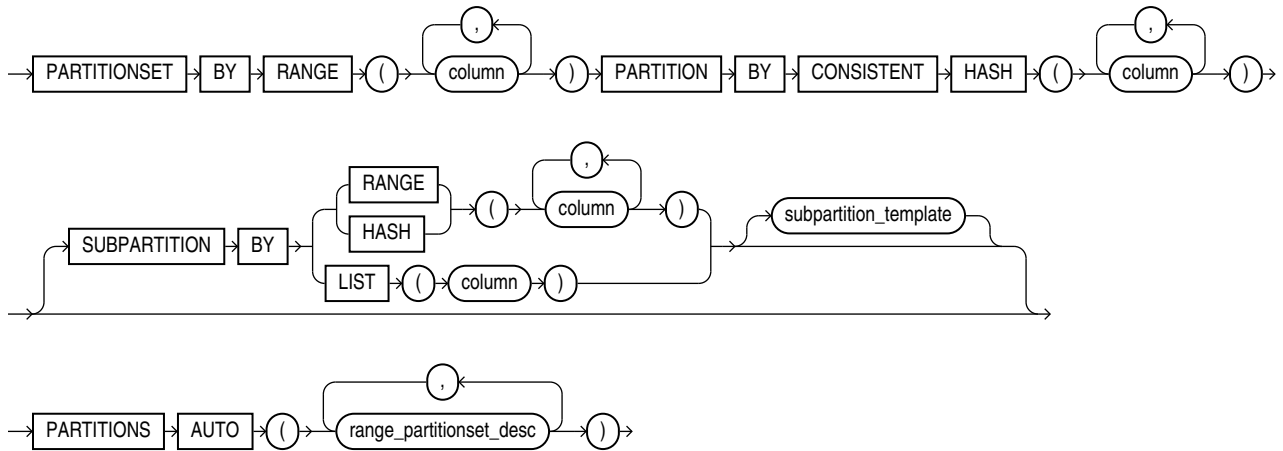 ,
,
PARTITIONSET BY RANGE ( column ) PARTITION BY CONSISTENT HASH ( column )
,
RANGE
HASH
( column )
subpartition_template
SUBPARTITION BY
LIST ( column )
,
PARTITIONS AUTO ( range_partitionset_desc )